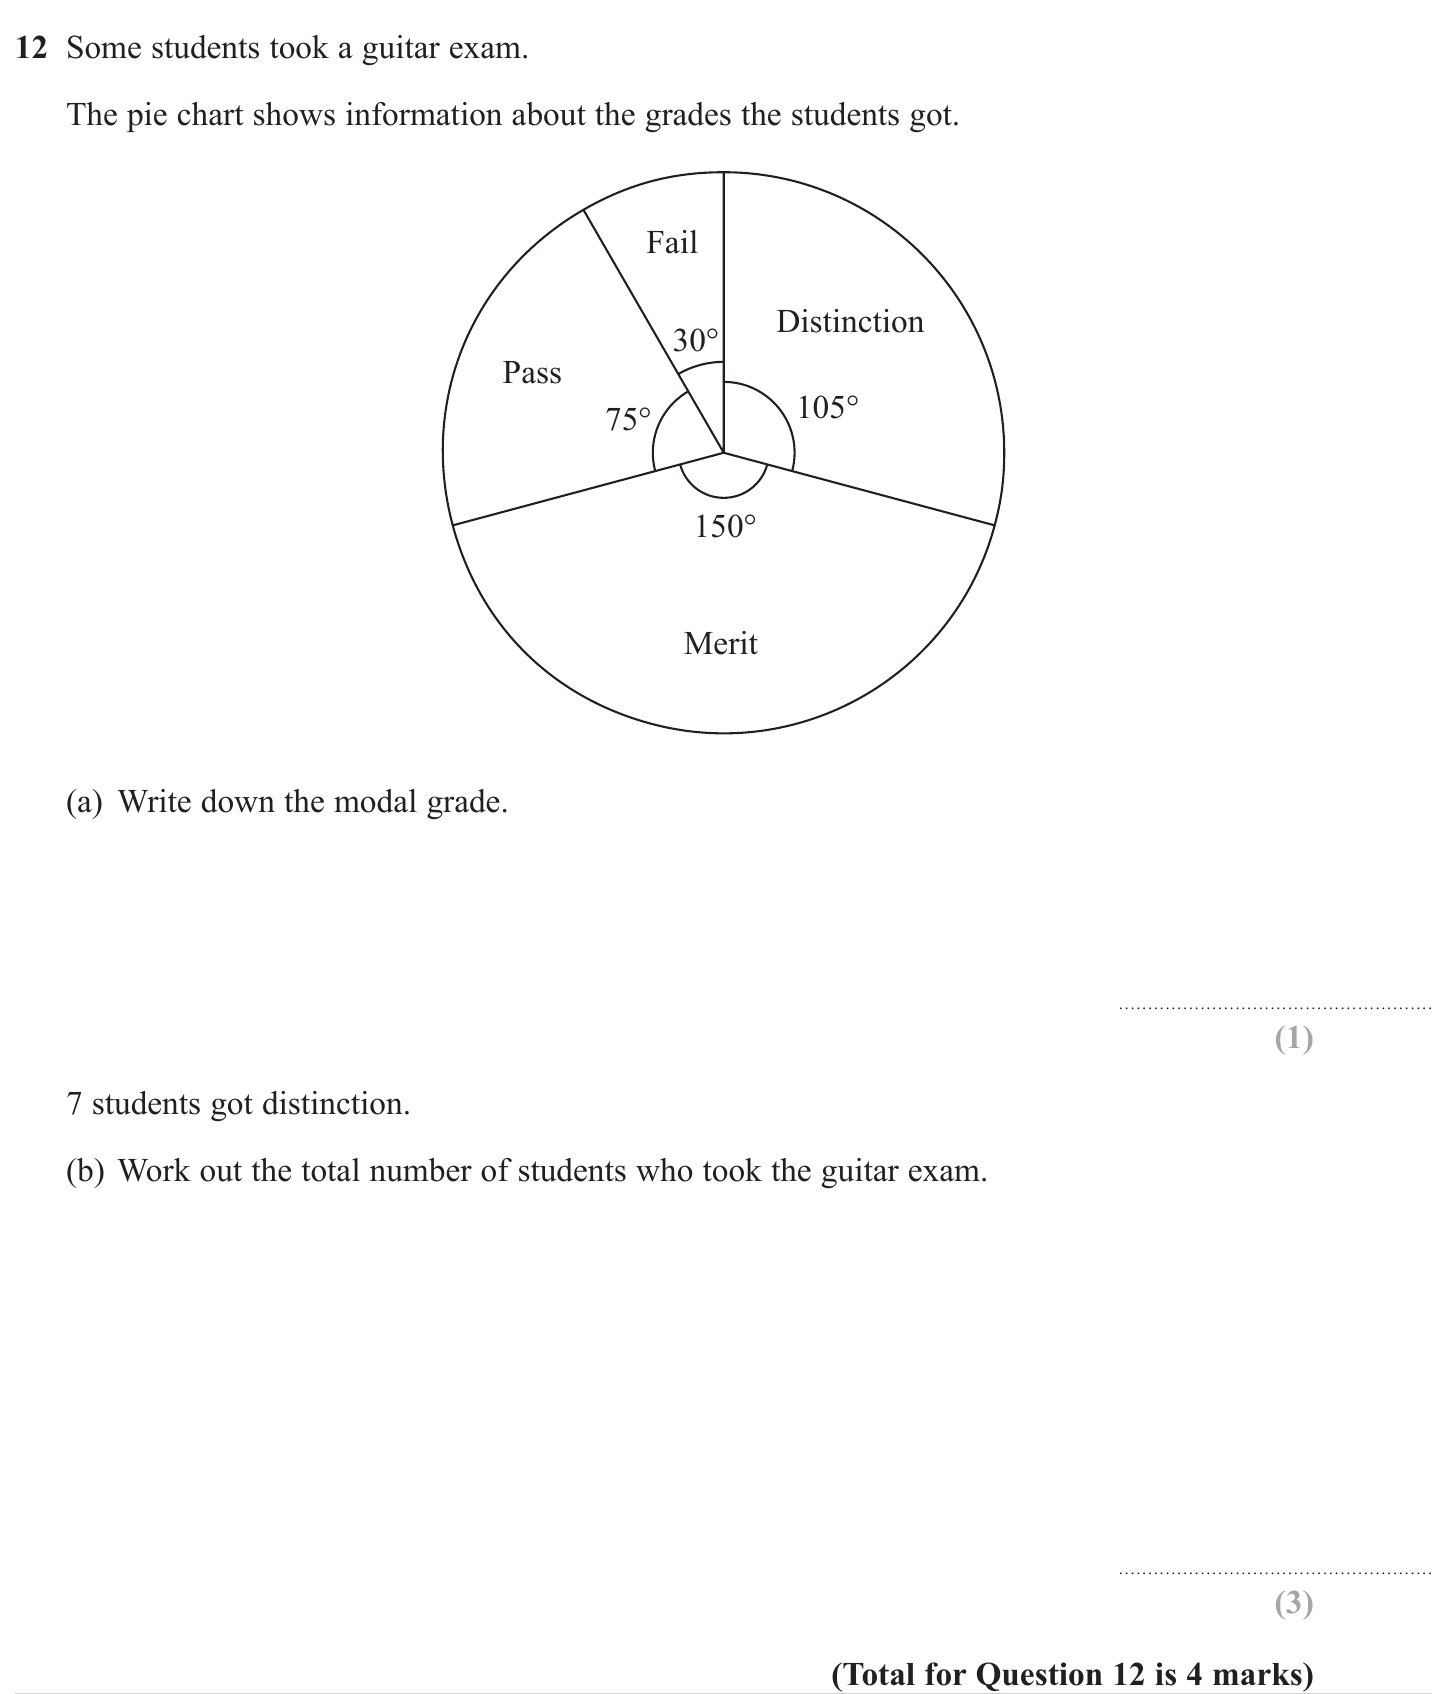 12 Some students took a guitar exam.
The pie chart shows information about the grades the students got.
Fail
Distinction
30°
Pass
105°
75°
150°
Merit
(a) Write down the modal grade.
(1)
7 students got distinction.
(b) Work out the total number of students who took the guitar exam.
(3)
(Total for Question 12 is 4 marks)